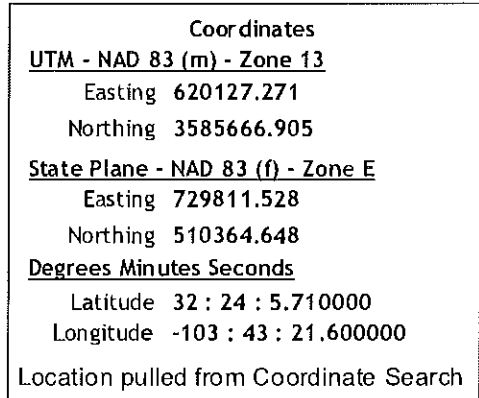 Coordinates
UTM - NAD 83 (m) - Zone 13
Easting 620127.271
Northing 3585666.905
State Plane - NAD 83 (f) - Zone E
Easting 729811.528
Northing 510364.648
Degrees Minutes Seconds
Latitude 32 : 24 : 5.710000
Longitude -103 : 43 : 21.600000
Location pulled from Coordinate Search